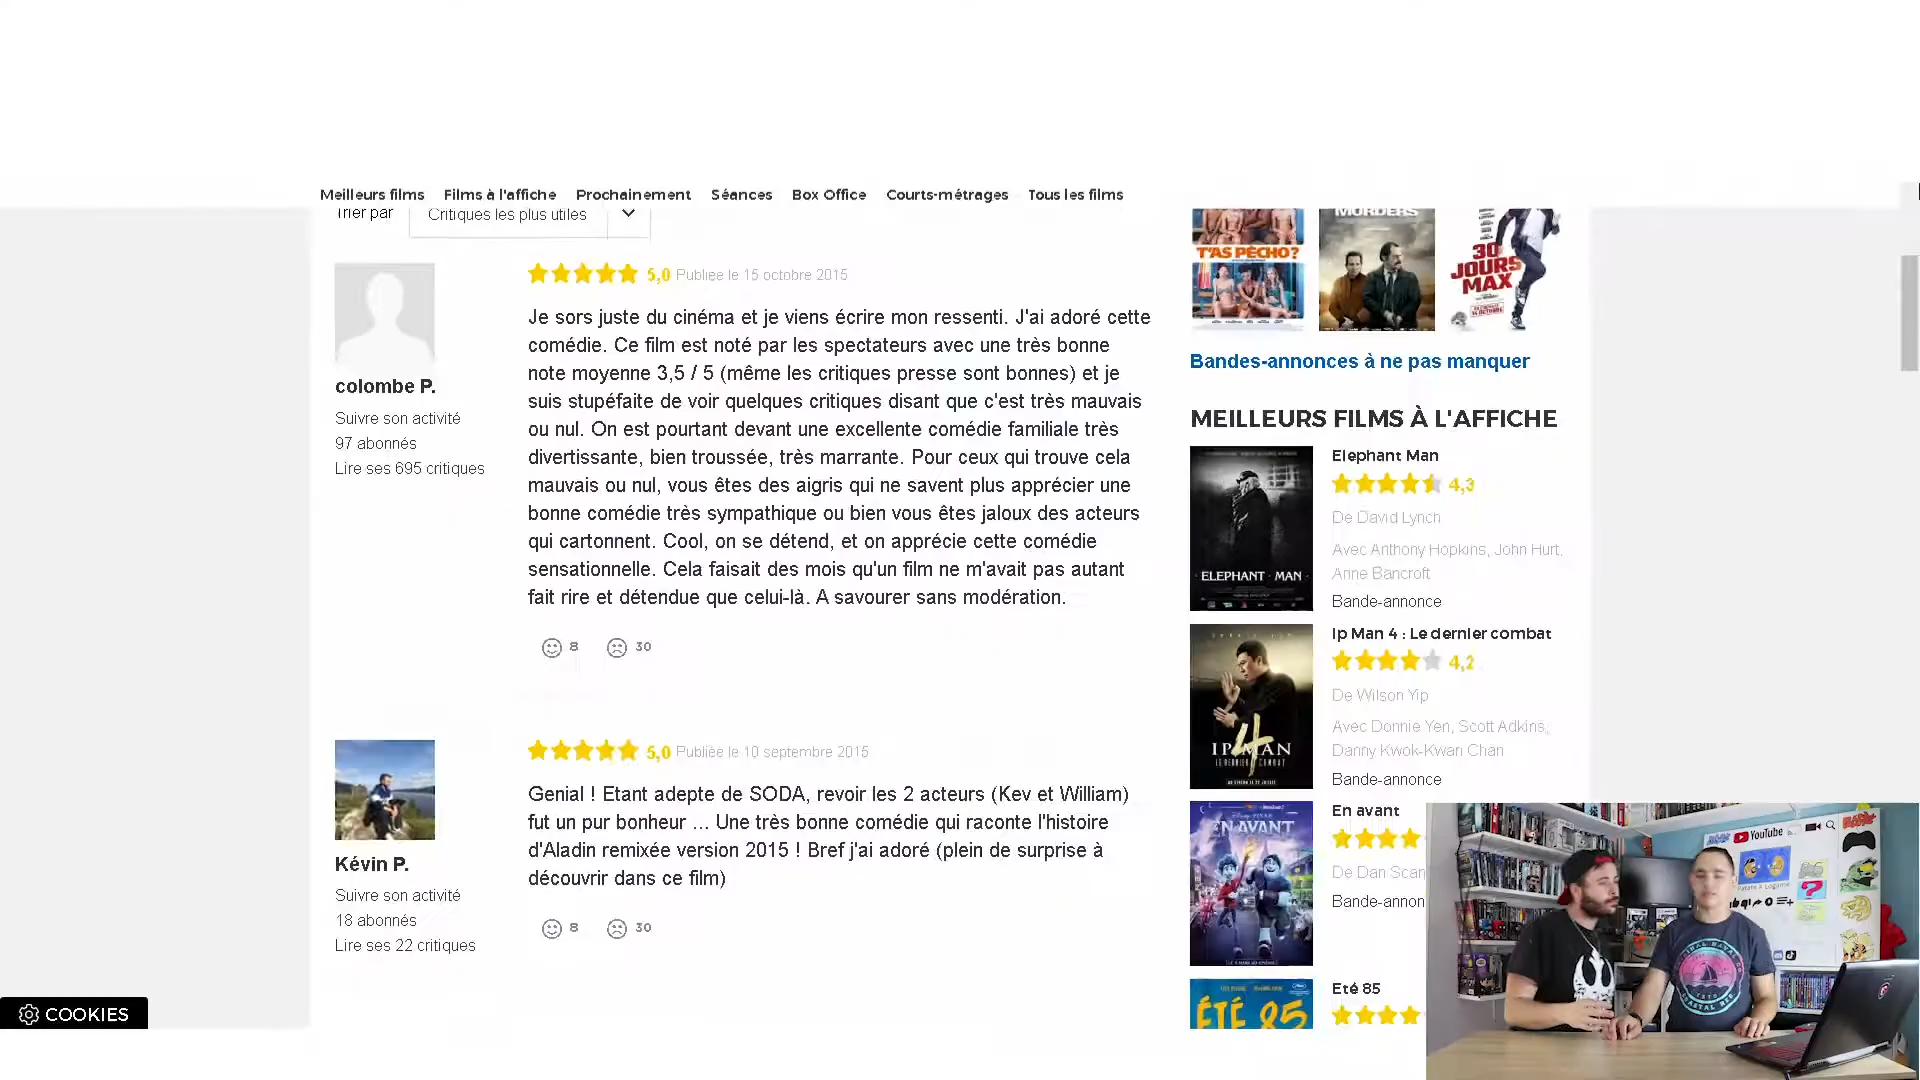 Meilleurs films Films à l'affiche Prochainement Séances Box Office Courts-métrages Tous les films
Trier par Critiques les plus utiles
5,0 Publiée le 15 octobre 2015
Je sors juste du cinéma et je viens écrire mon ressenti. J'ai adoré cette
comédie. Ce film est noté par les spectateurs avec une très bonne
note moyenne 3,5 / 5 (même les critiques presse sont bonnes) et je
suis stupéfaite de voir quelques critiques disant que c'est très mauvais
ou nul. On est pourtant devant une excellente comédie familiale très
divertissante, bien troussée, très marrante. Pour ceux qui trouve cela
mauvais ou nul, vous êtes des aigris qui ne savent plus apprécier une
bonne comédie très sympathique ou bien vous êtes jaloux des acteurs
qui cartonnent. Cool, on se détend, et on apprécie cette comédie
sensationnelle. Cela faisait des mois qu'un film ne m'avait pas autant
fait rire et détendue que celui-là. A savourer sans modération.
8 30
colombe P.
Suivre son activité
97 abonnés
Lire ses 695 critiques
5,0 Publiée le 10 septembre 2015
Genial ! Etant adepte de SODA, revoir les 2 acteurs (Kev et William)
fut un pur bonheur ... Une très bonne comédie qui raconte l'histoire
d'Aladin remixée version 2015 ! Bref j'ai adoré (plein de surprise à
découvrir dans ce film)
8 30
Kévin P.
Suivre son activité
18 abonnés
Lire ses 22 critiques
COOKIES
T'AS PÉCHO?
MURDERS
30
JOURS
MAX
Bandes-annonces à ne pas manquer
MEILLEURS FILMS À L'AFFICHE
ELEPHANT MAN
Elephant Man
4,3
De David Lynch
Avec Anthony Hopkins, John Hurt,
Anne Bancroft
Bande-annonce
IP MAN
4
LE DERNIER COMBAT
Ip Man 4 : Le dernier combat
4,2
De Wilson Yip
Avec Donnie Yen, Scott Adkins,
Danny Kwok-Kwan Chan
Bande-annonce
EN AVANT
En avant
De Dan Scan
Bande-annon
ÉTÉ 85
Eté 85
YouTube